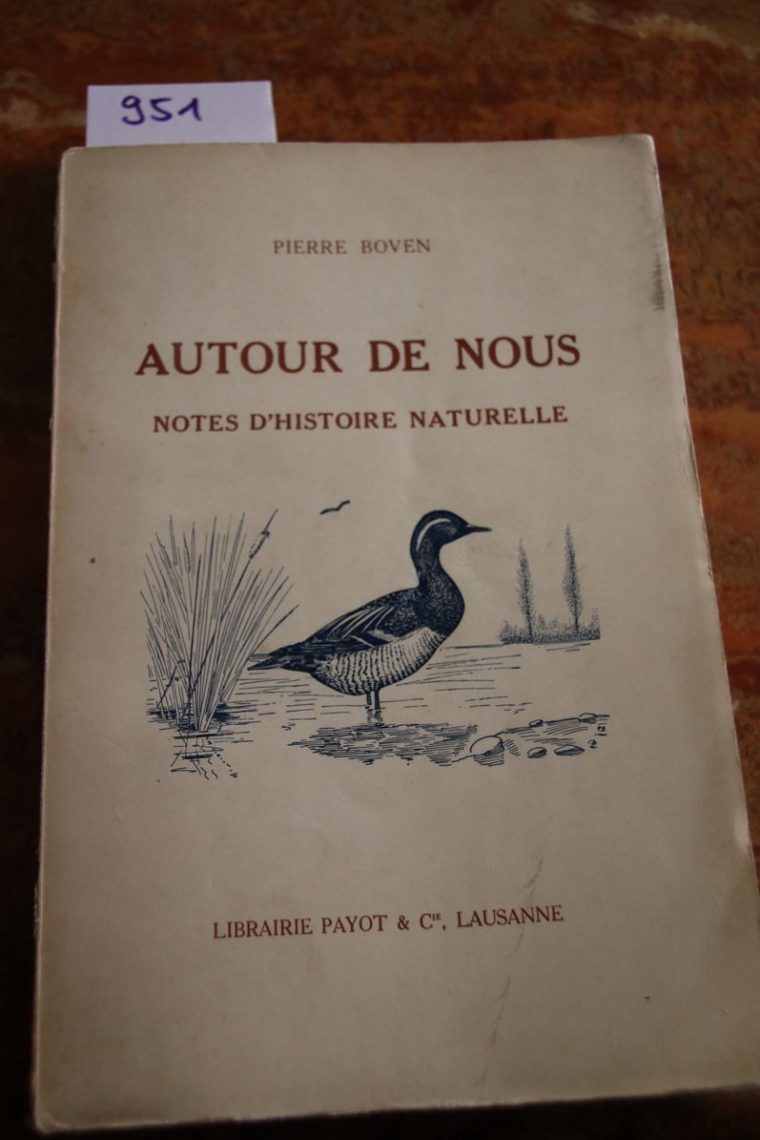 951
PIERRE BOVEN
AUTOUR DE NOUS
NOTES D'HISTOIRE NATURELLE
LIBRAIRIE PAYOT & Cᴵᴱ, LAUSANNE